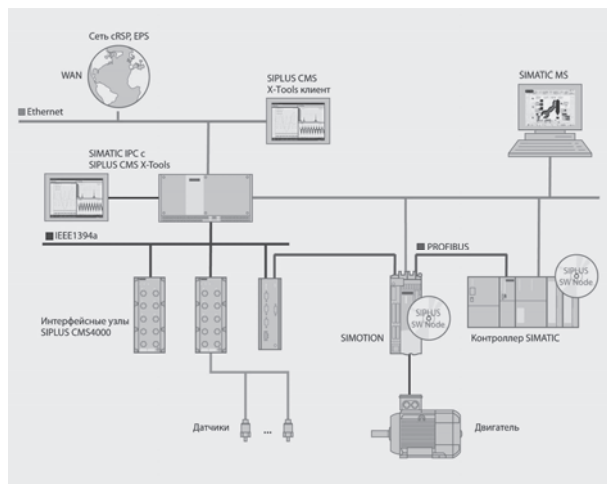 Сеть cRSP, EPS
WAN
SIPLUS CMS
X-Tools клиент
SIMATIC MS
Ethernet
SIMATIC IPC с
SIPLUS CMS X-Tools
IEEE1394a
PROFIBUS
SIPLUS
SW Node
SIPLUS
SW Node
Интерфейсные узлы
SIPLUS CMS4000
SIMOTION
Контроллер SIMATIC
Датчики
...
Двигатель